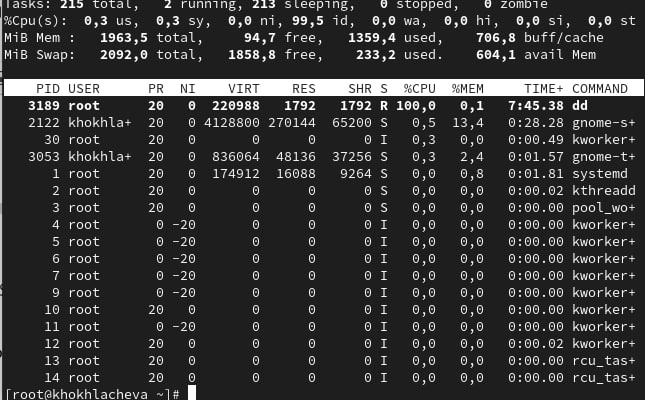 Tasks: 215 total,   2 running, 213 sleeping,   0 stopped,   0 zombie
%Cpu(s):  0,3 us,  0,3 sy,  0,0 ni, 99,5 id,  0,0 wa,  0,0 hi,  0,0 si,  0,0 st
MiB Mem :   1963,5 total,     94,7 free,   1359,4 used,    706,8 buff/cache
MiB Swap:   2092,0 total,   1858,8 free,    233,2 used.    604,1 avail Mem
PID USER      PR  NI    VIRT    RES    SHR S  %CPU  %MEM     TIME+ COMMAND
3189 root      20   0  220988   1792   1792 R 100,0   0,1   7:45.38 dd
2122 khokhla+  20   0 4128800 270144  65200 S   0,5  13,4   0:28.28 gnome-s+
30 root      20   0       0      0      0 I   0,3   0,0   0:00.49 kworker+
3053 khokhla+  20   0  836064  48136  37256 S   0,3   2,4   0:01.57 gnome-t+
1 root      20   0  174912  16088   9264 S   0,0   0,8   0:01.81 systemd
2 root      20   0       0      0      0 S   0,0   0,0   0:00.02 kthreadd
3 root      20   0       0      0      0 S   0,0   0,0   0:00.00 pool_wo+
4 root       0 -20       0      0      0 I   0,0   0,0   0:00.00 kworker+
5 root       0 -20       0      0      0 I   0,0   0,0   0:00.00 kworker+
6 root       0 -20       0      0      0 I   0,0   0,0   0:00.00 kworker+
7 root       0 -20       0      0      0 I   0,0   0,0   0:00.00 kworker+
9 root       0 -20       0      0      0 I   0,0   0,0   0:00.00 kworker+
10 root      20   0       0      0      0 I   0,0   0,0   0:00.00 kworker+
11 root       0 -20       0      0      0 I   0,0   0,0   0:00.00 kworker+
12 root      20   0       0      0      0 I   0,0   0,0   0:00.02 kworker+
13 root      20   0       0      0      0 I   0,0   0,0   0:00.00 rcu_tas+
14 root      20   0       0      0      0 I   0,0   0,0   0:00.00 rcu_tas+
[root@khokhlacheva ~]#